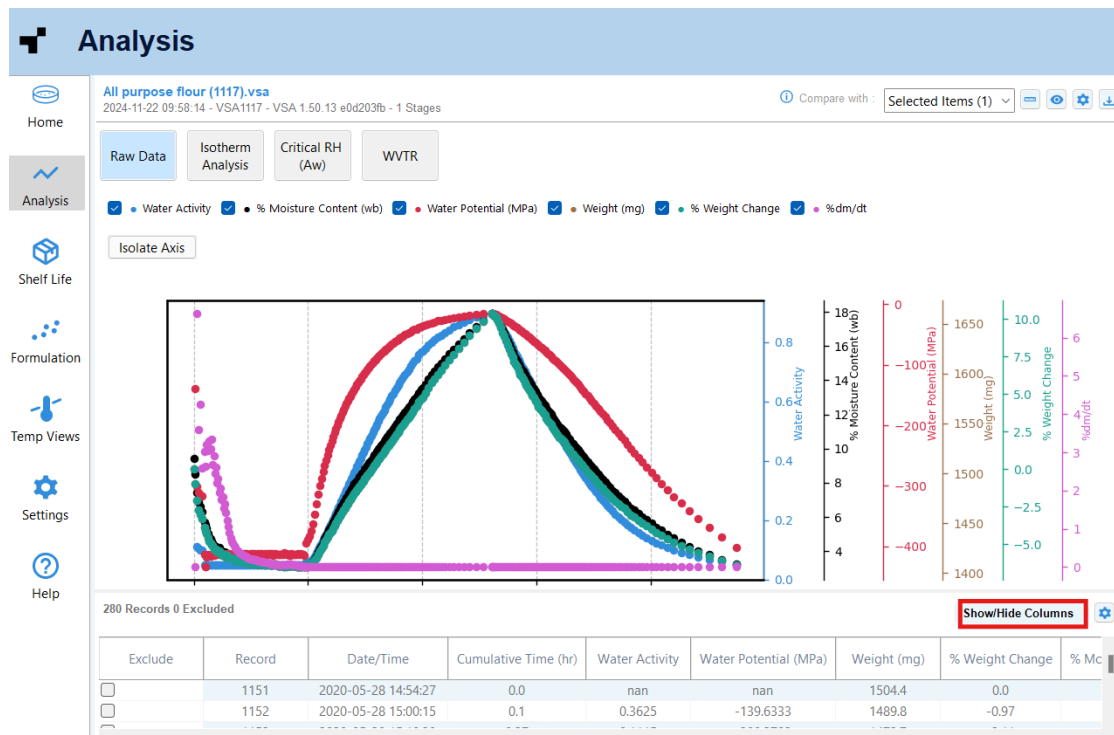 Analysis
Home
Analysis
Shelf Life
Formulation
Temp Views
Settings
Help
All purpose flour (1117).vsa
2024-11-22 09:58:14 - VSA1117 - VSA 1.50.13 e0d203fb - 1 Stages
Compare with : Selected Items (1)
Raw Data Isotherm Analysis Critical RH (Aw) WVTR
Water Activity % Moisture Content (wb) Water Potential (MPa) Weight (mg) % Weight Change %dm/dt
Isolate Axis
0.8
0.6
0.4
0.2
0.0
Water Activity
18
16
14
12
10
8
6
4
% Moisture Content (wb)
0
−100
−200
−300
−400
Water Potential (MPa)
1650
1600
1550
1500
1450
1400
Weight (mg)
10.0
7.5
5.0
2.5
0.0
−2.5
−5.0
% Weight Change
6
5
4
3
2
1
0
%dm/dt
280 Records 0 Excluded
Show/Hide Columns
Exclude Record Date/Time Cumulative Time (hr) Water Activity Water Potential (MPa) Weight (mg) % Weight Change
1151 2020-05-28 14:54:27 0.0 nan nan 1504.4 0.0
1152 2020-05-28 15:00:15 0.1 0.3625 -139.6333 1489.8 -0.97